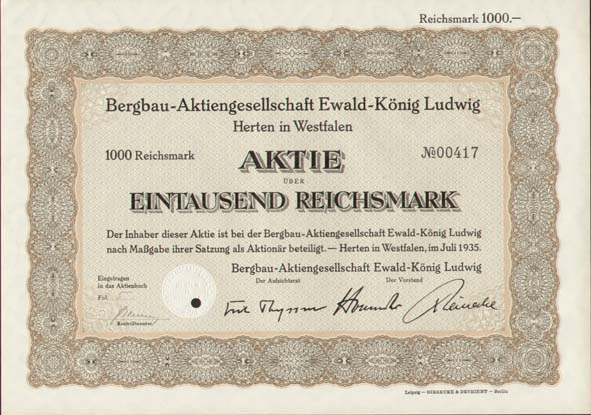 Reichsmark 1000.—
Bergbau-Aktiengesellschaft Ewald-König Ludwig
Herten in Westfalen
1000 Reichsmark
AKTIE
№00417
ÜBER
EINTAUSEND REICHSMARK
Der Inhaber dieser Aktie ist bei der Bergbau-Aktiengesellschaft Ewald-König Ludwig
nach Maßgabe ihrer Satzung als Aktionär beteiligt. — Herten in Westfalen, im Juli 1935.
Bergbau-Aktiengesellschaft Ewald-König Ludwig
Der Aufsichtsrat
Der Vorstand
Eingetragen
in das Aktienbuch
Fol.
Kontrollbeamter.
Fritz Thyssen
Leipzig — GIESECKE & DEVRIENT — Berlin